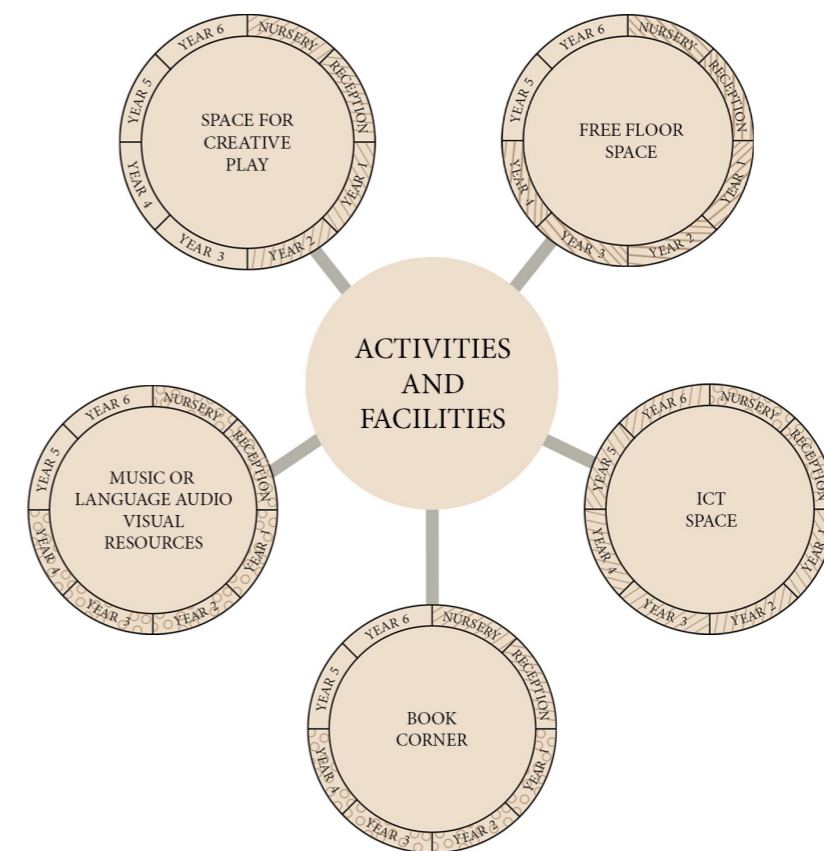 YEAR 6
NURSERY
RECEPTION
YEAR 1
YEAR 2
YEAR 3
YEAR 4
YEAR 5
SPACE FOR
CREATIVE
PLAY
YEAR 6
NURSERY
RECEPTION
YEAR 1
YEAR 2
YEAR 3
YEAR 4
YEAR 5
FREE FLOOR
SPACE
ACTIVITIES
AND
FACILITIES
YEAR 6
NURSERY
RECEPTION
YEAR 1
YEAR 2
YEAR 3
YEAR 4
YEAR 5
MUSIC OR
LANGUAGE AUDIO
VISUAL
RESOURCES
YEAR 6
NURSERY
RECEPTION
YEAR 1
YEAR 2
YEAR 3
YEAR 4
YEAR 5
ICT
SPACE
YEAR 6
NURSERY
RECEPTION
YEAR 1
YEAR 2
YEAR 3
YEAR 4
YEAR 5
BOOK
CORNER